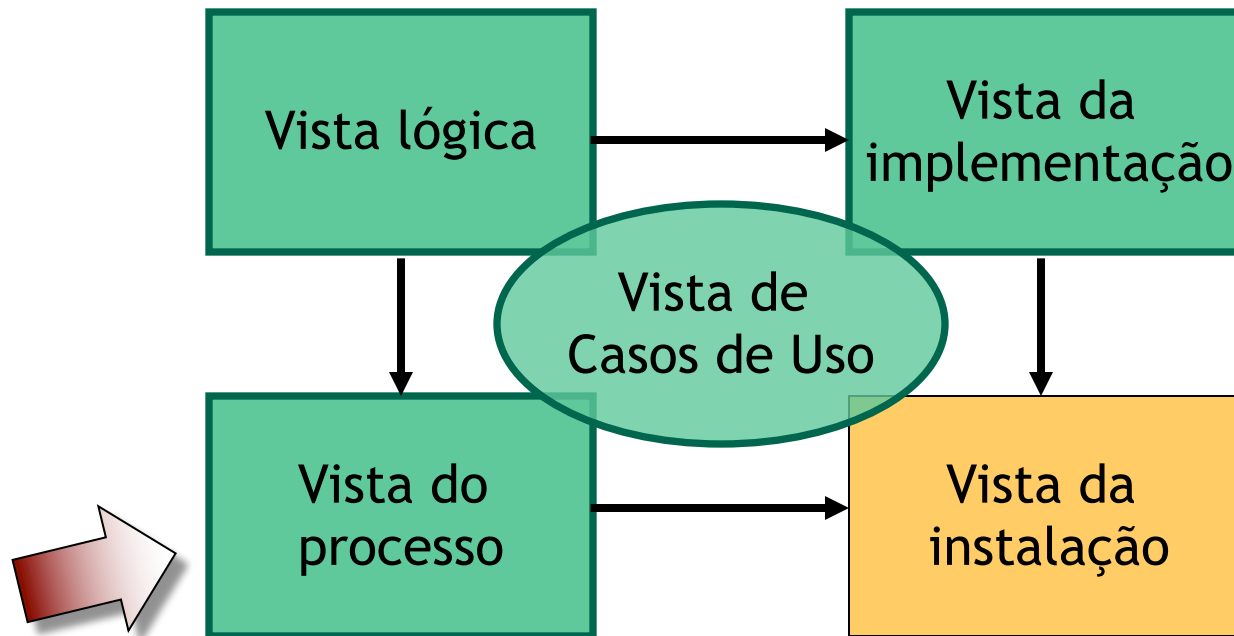 Vista lógica
Vista da
implementação
Vista de
Casos de Uso
Vista do
processo
Vista da
instalação